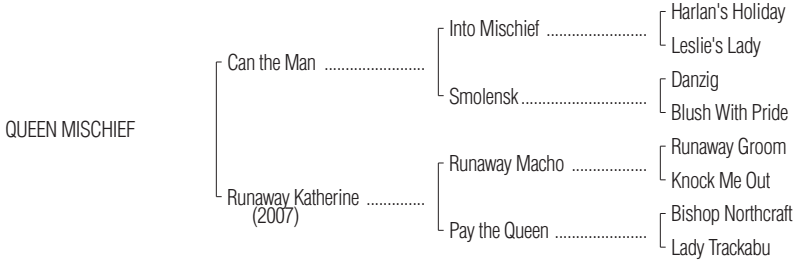 Harlan's Holiday
Into Mischief ........................
Leslie's Lady
Can the Man ........................
Danzig
Smolensk..............................
Blush With Pride
QUEEN MISCHIEF
Runaway Groom
Runaway Macho ..................
Knock Me Out
Runaway Katherine ..............
(2007)
Bishop Northcraft
Pay the Queen ......................
Lady Trackabu